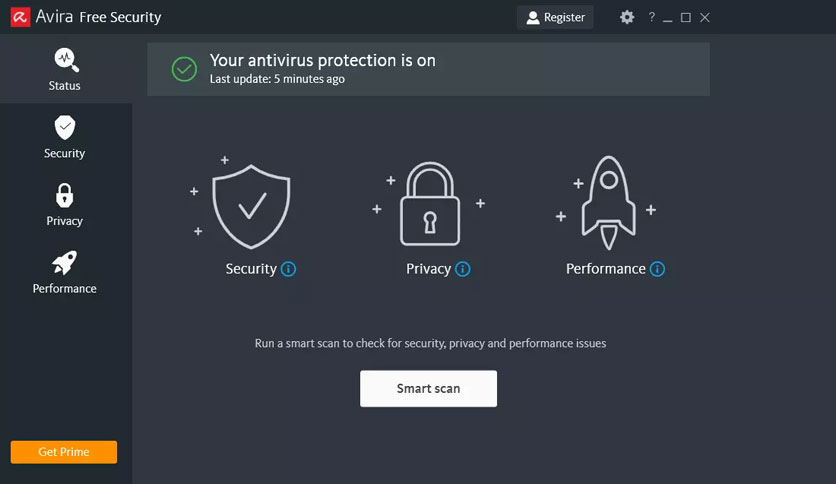 Avira Free Security
Register
?
Status
Security
Privacy
Performance
Get Prime
Your antivirus protection is on
Last update: 5 minutes ago
Security
Privacy
Performance
Run a smart scan to check for security, privacy and performance issues
Smart scan